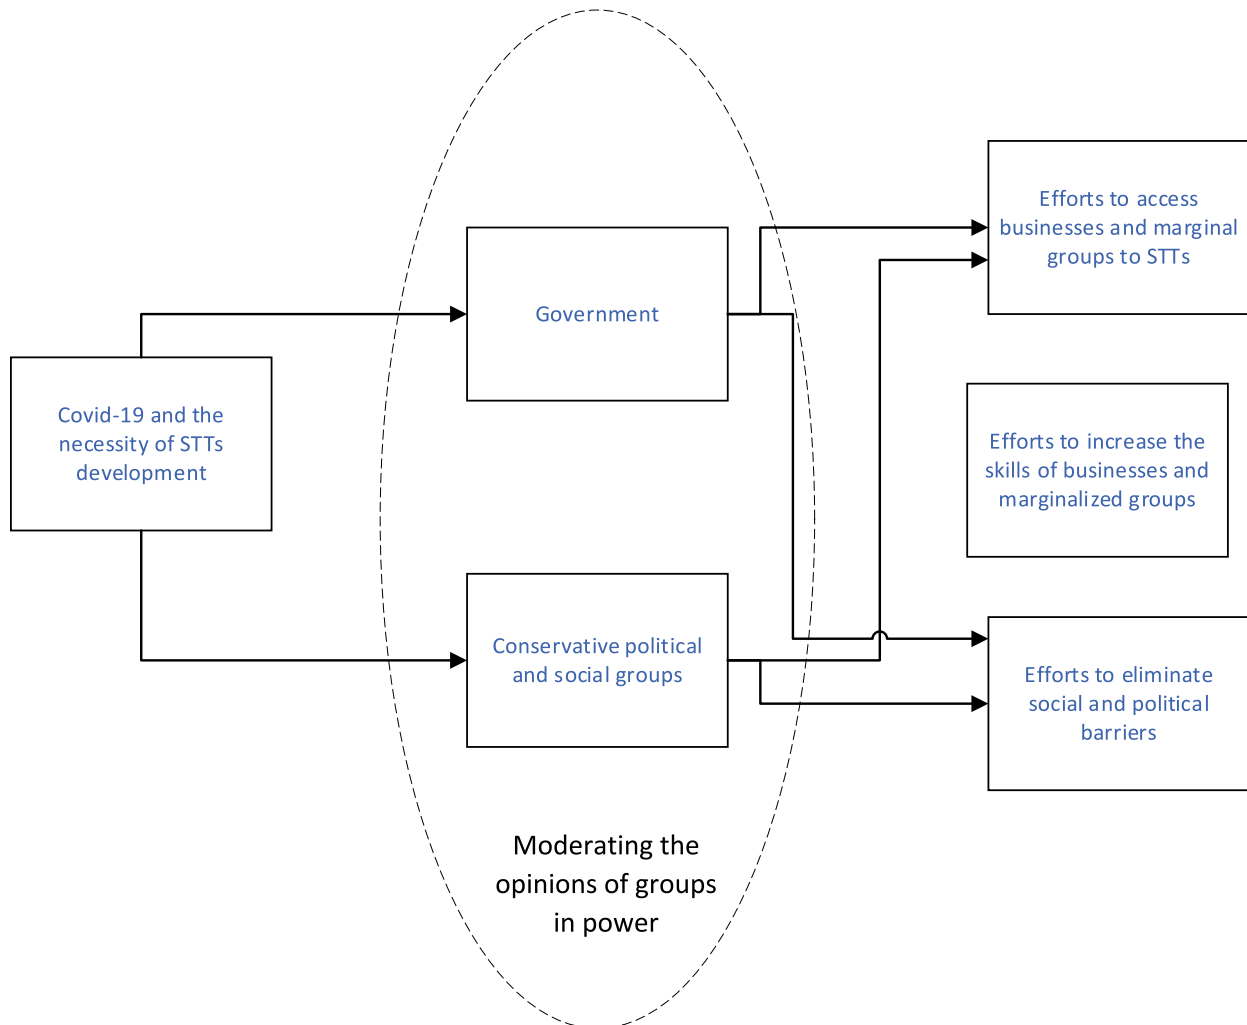 Covid-19 and the
necessity of STTs
development
Government
Conservative political
and social groups
Moderating the
opinions of groups
in power
Efforts to access
businesses and marginal
groups to STTs
Efforts to increase the
skills of businesses and
marginalized groups
Efforts to eliminate
social and political
barriers